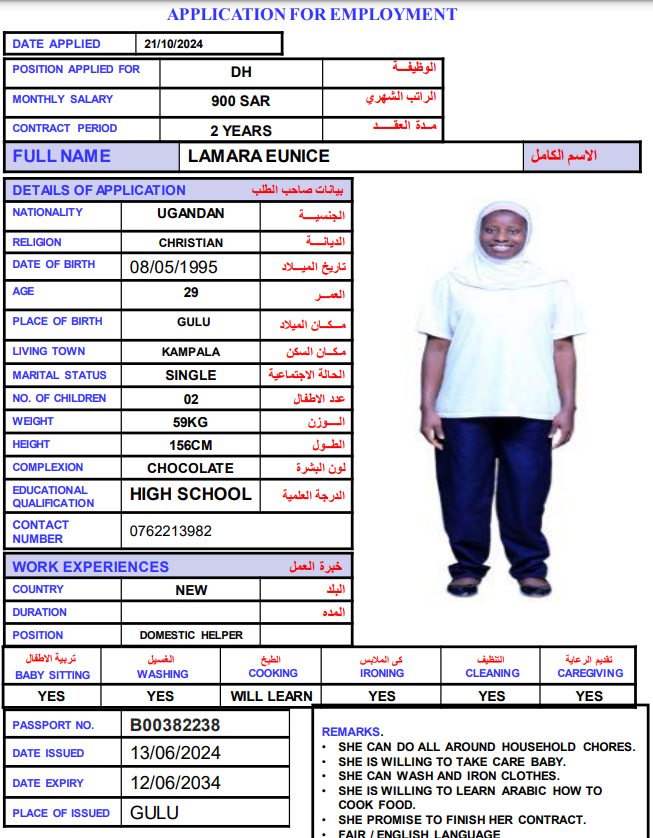 APPLICATION FOR EMPLOYMENT
DATE APPLIED 21/10/2024
POSITION APPLIED FOR DH الوظيفـــة
MONTHLY SALARY 900 SAR الراتب الشهري
CONTRACT PERIOD 2 YEARS مـدة العقـــد
FULL NAME LAMARA EUNICE الاسم الكامل
DETAILS OF APPLICATION بيانات صاحب الطلب
NATIONALITY UGANDAN الجنسيـــة
RELIGION CHRISTIAN الديانـــة
DATE OF BIRTH 08/05/1995 تاريخ الميـــلاد
AGE 29 العمـــر
PLACE OF BIRTH GULU مـــكـان الميلاد
LIVING TOWN KAMPALA مـكـــان السكن
MARITAL STATUS SINGLE الحالة الاجتماعية
NO. OF CHILDREN 02 عدد الاطفال
WEIGHT 59KG الـــوزن
HEIGHT 156CM الطـــول
COMPLEXION CHOCOLATE لون البشرة
EDUCATIONAL QUALIFICATION HIGH SCHOOL الدرجة العلمية
CONTACT NUMBER 0762213982
WORK EXPERIENCES خبرة العمل
COUNTRY NEW البلد
DURATION المده
POSITION DOMESTIC HELPER
تربية الاطفال الغسيل الطبخ كى الملابس التنظيف تقديم الرعاية
BABY SITTING WASHING COOKING IRONING CLEANING CAREGIVING
YES YES WILL LEARN YES YES YES
PASSPORT NO. B00382238
DATE ISSUED 13/06/2024
DATE EXPIRY 12/06/2034
PLACE OF ISSUED GULU
REMARKS.
• SHE CAN DO ALL AROUND HOUSEHOLD CHORES.
• SHE IS WILLING TO TAKE CARE BABY.
• SHE CAN WASH AND IRON CLOTHES.
• SHE IS WILLING TO LEARN ARABIC HOW TO
COOK FOOD.
• SHE PROMISE TO FINISH HER CONTRACT.
• FAIR / ENGLISH LANGUAGE